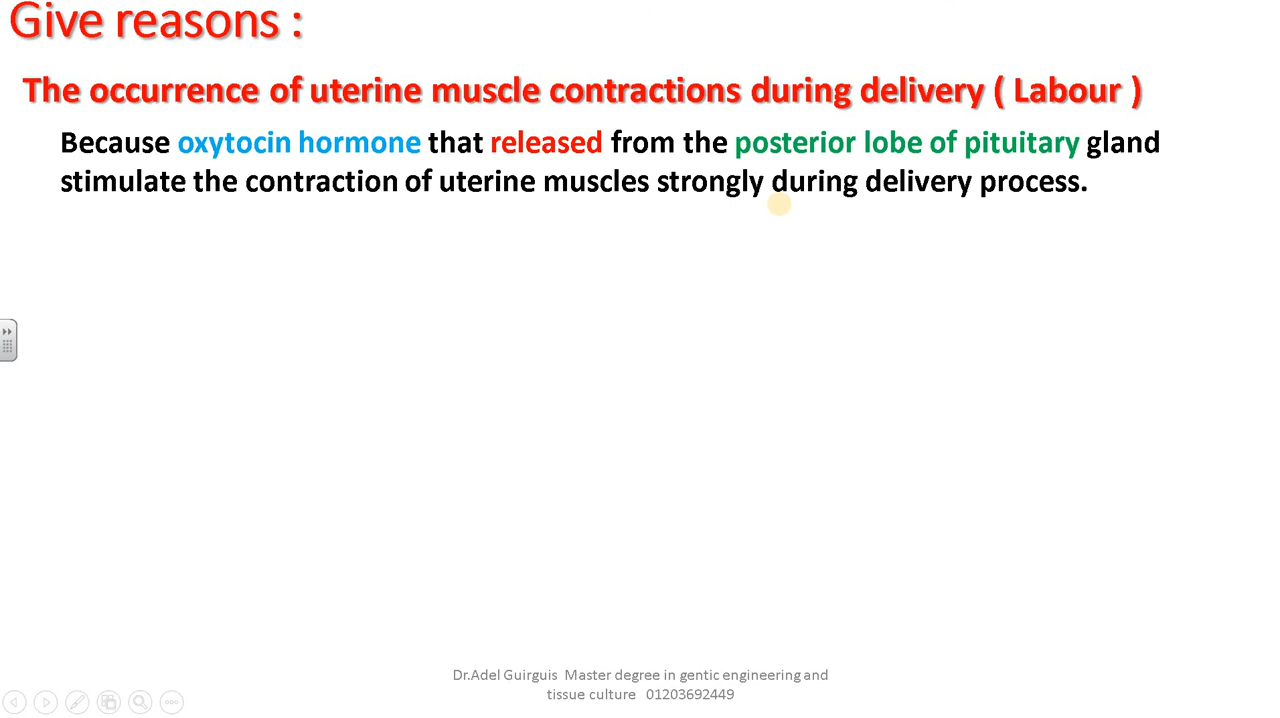 Give reasons :
The occurrence of uterine muscle contractions during delivery ( Labour )
Because oxytocin hormone that released from the posterior lobe of pituitary gland
stimulate the contraction of uterine muscles strongly during delivery process.
Dr.Adel Guirguis Master degree in gentic engineering and
tissue culture 01203692449